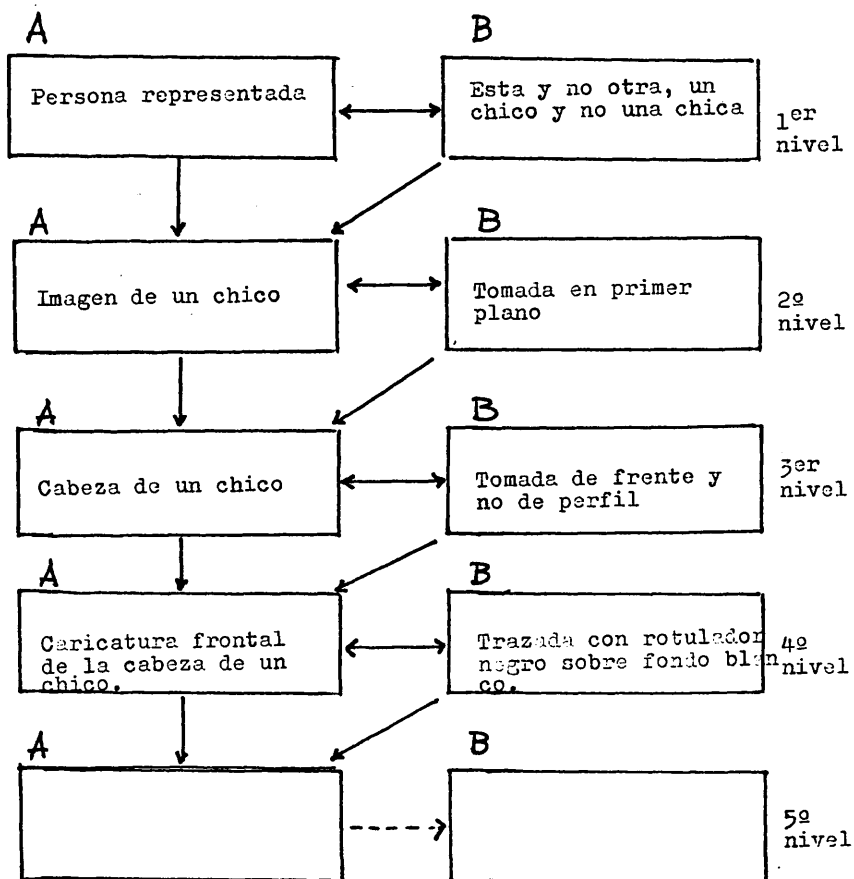 A
B
Persona representada
Esta y no otra, un
chico y no una chica
1er
nivel
A
B
Imagen de un chico
Tomada en primer
plano
2º
nivel
A
B
Cabeza de un chico
Tomada de frente y
no de perfil
3er
nivel
A
B
Caricatura frontal
de la cabeza de un
chico.
Trazada con rotulador
negro sobre fondo blan
co.
4º
nivel
A
B
5º
nivel